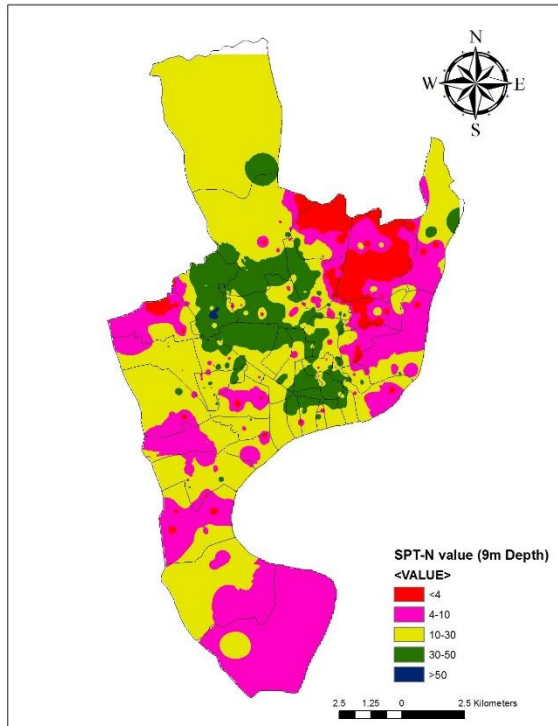 N
W E
S
SPT-N value (9m Depth)
<VALUE>
<4
4-10
10-30
30-50
>50
2.5 1.25 0 2.5 Kilometers